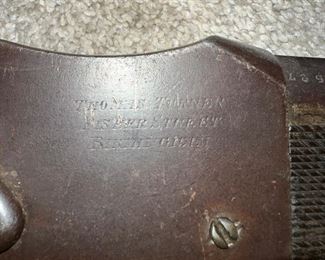 THOMAS TURNER
FISHER STREET
BIRMINGHAM